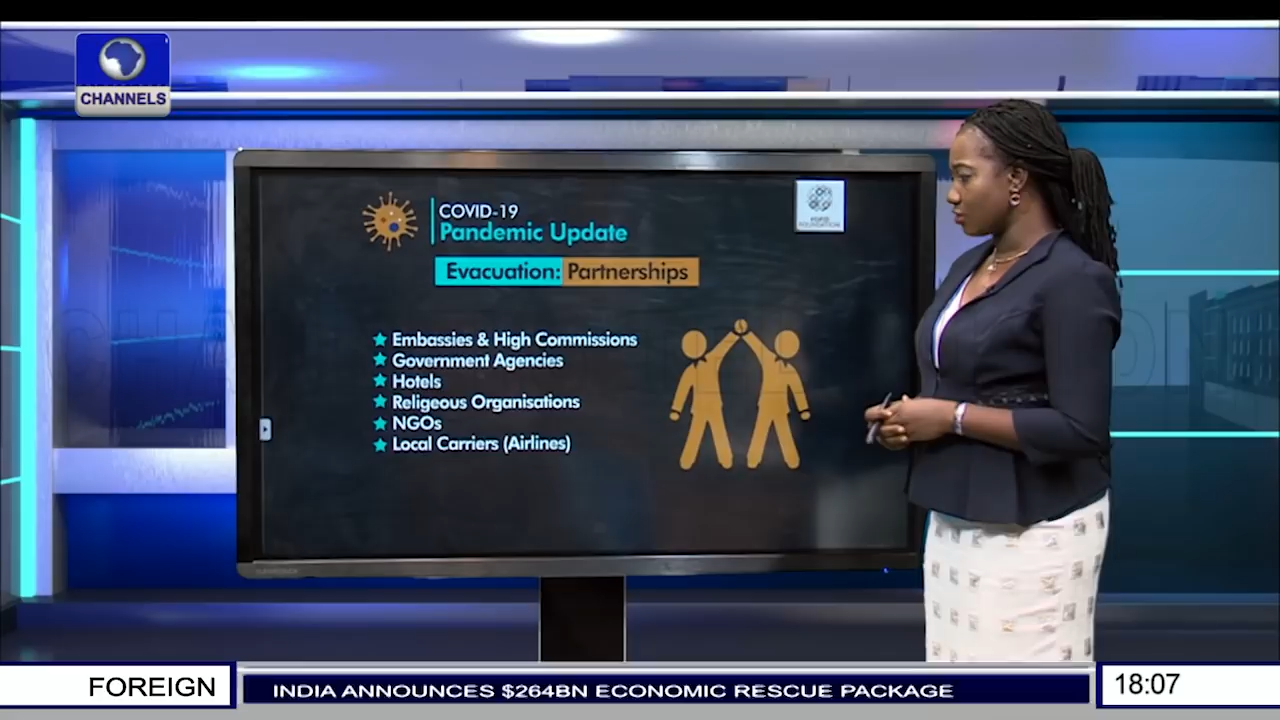 CHANNELS
COVID-19
Pandemic Update
Evacuation: Partnerships
FOUNDATION
Embassies & High Commissions
Government Agencies
Hotels
Religeous Organisations
NGOs
Local Carriers (Airlines)
FOREIGN
INDIA ANNOUNCES $264BN ECONOMIC RESCUE PACKAGE
18:07